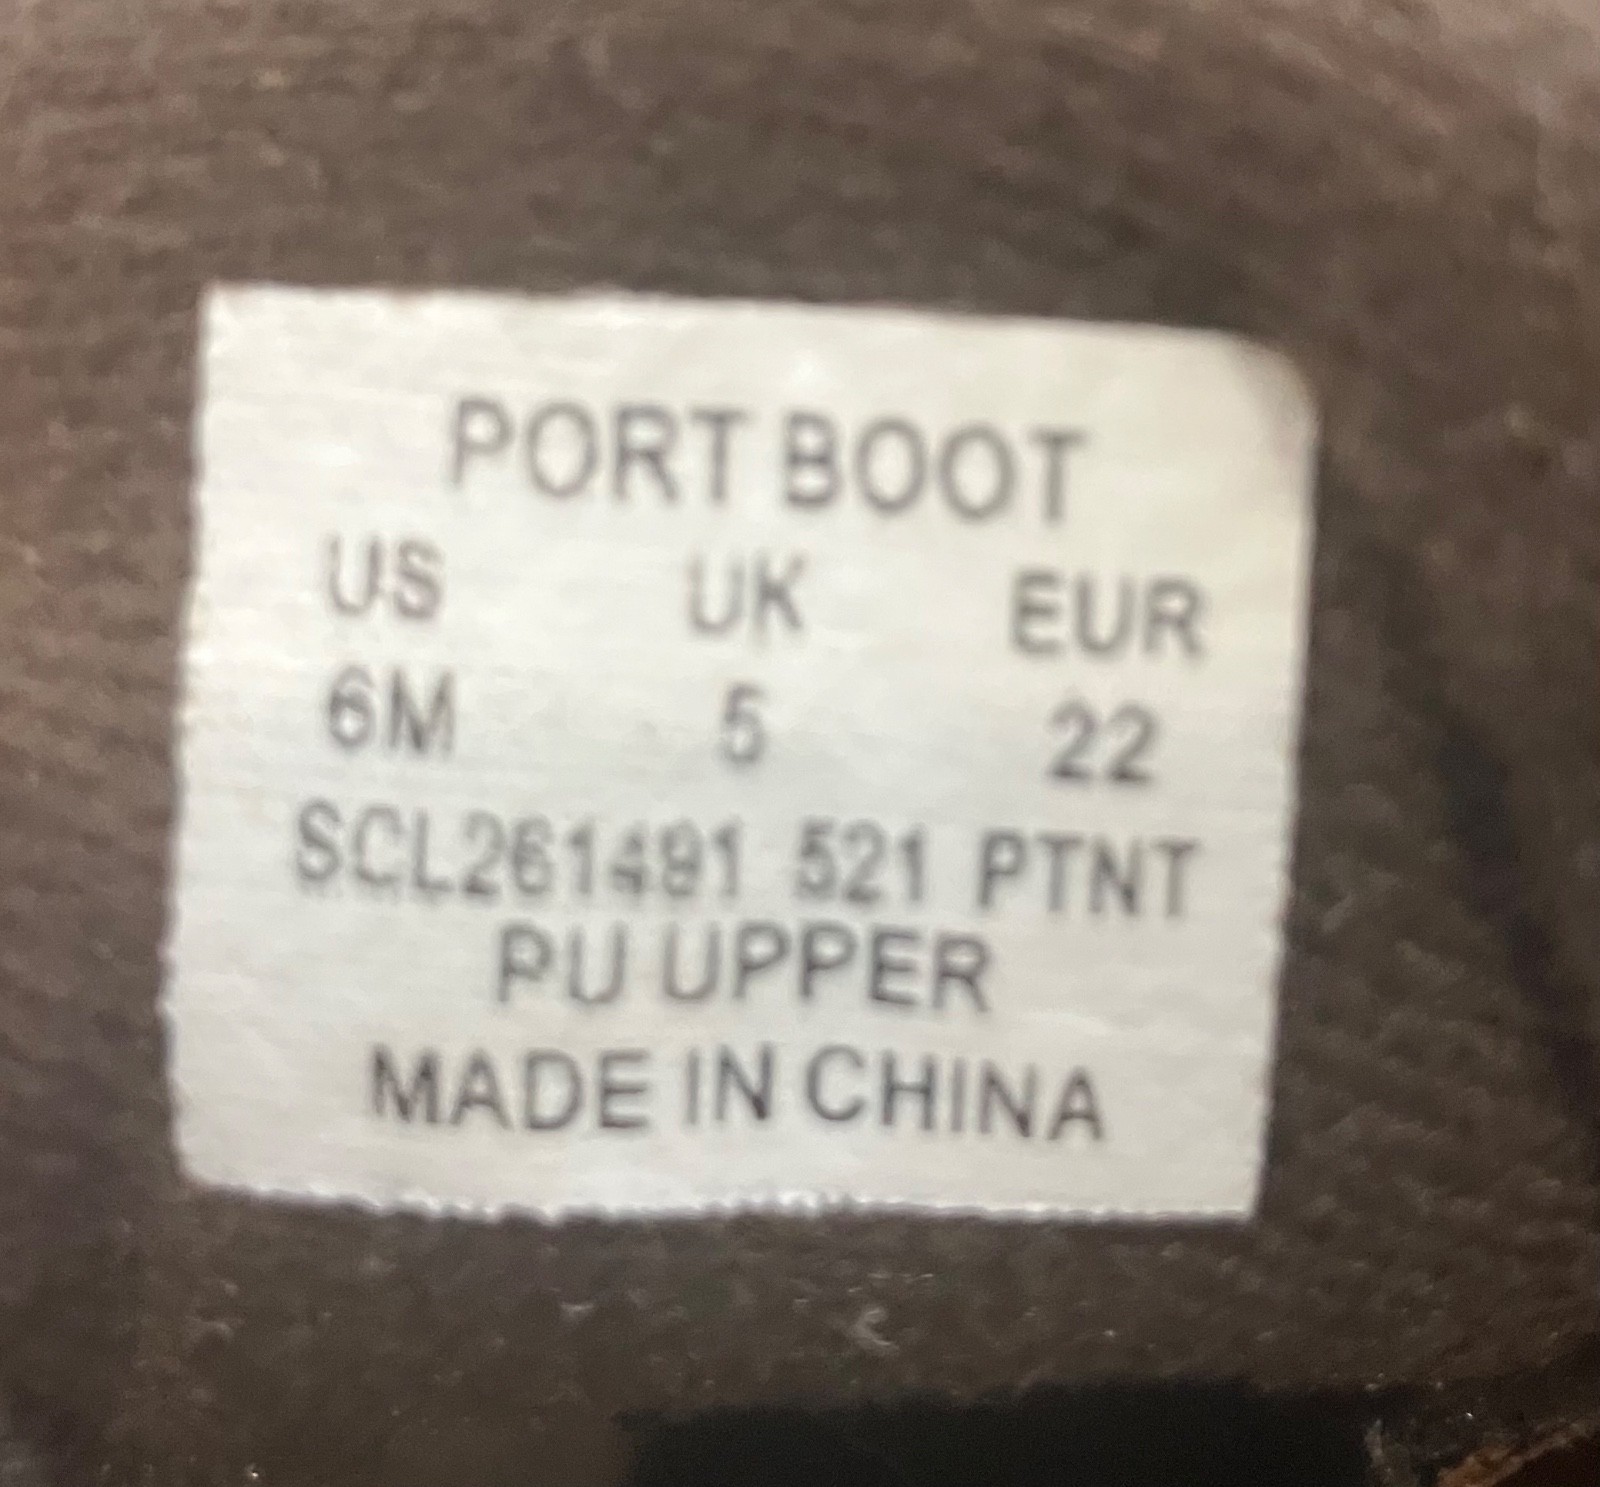 PORT BOOT
US UK EUR
6M 5 22
SCL261491 521 PTNT
PU UPPER
MADE IN CHINA